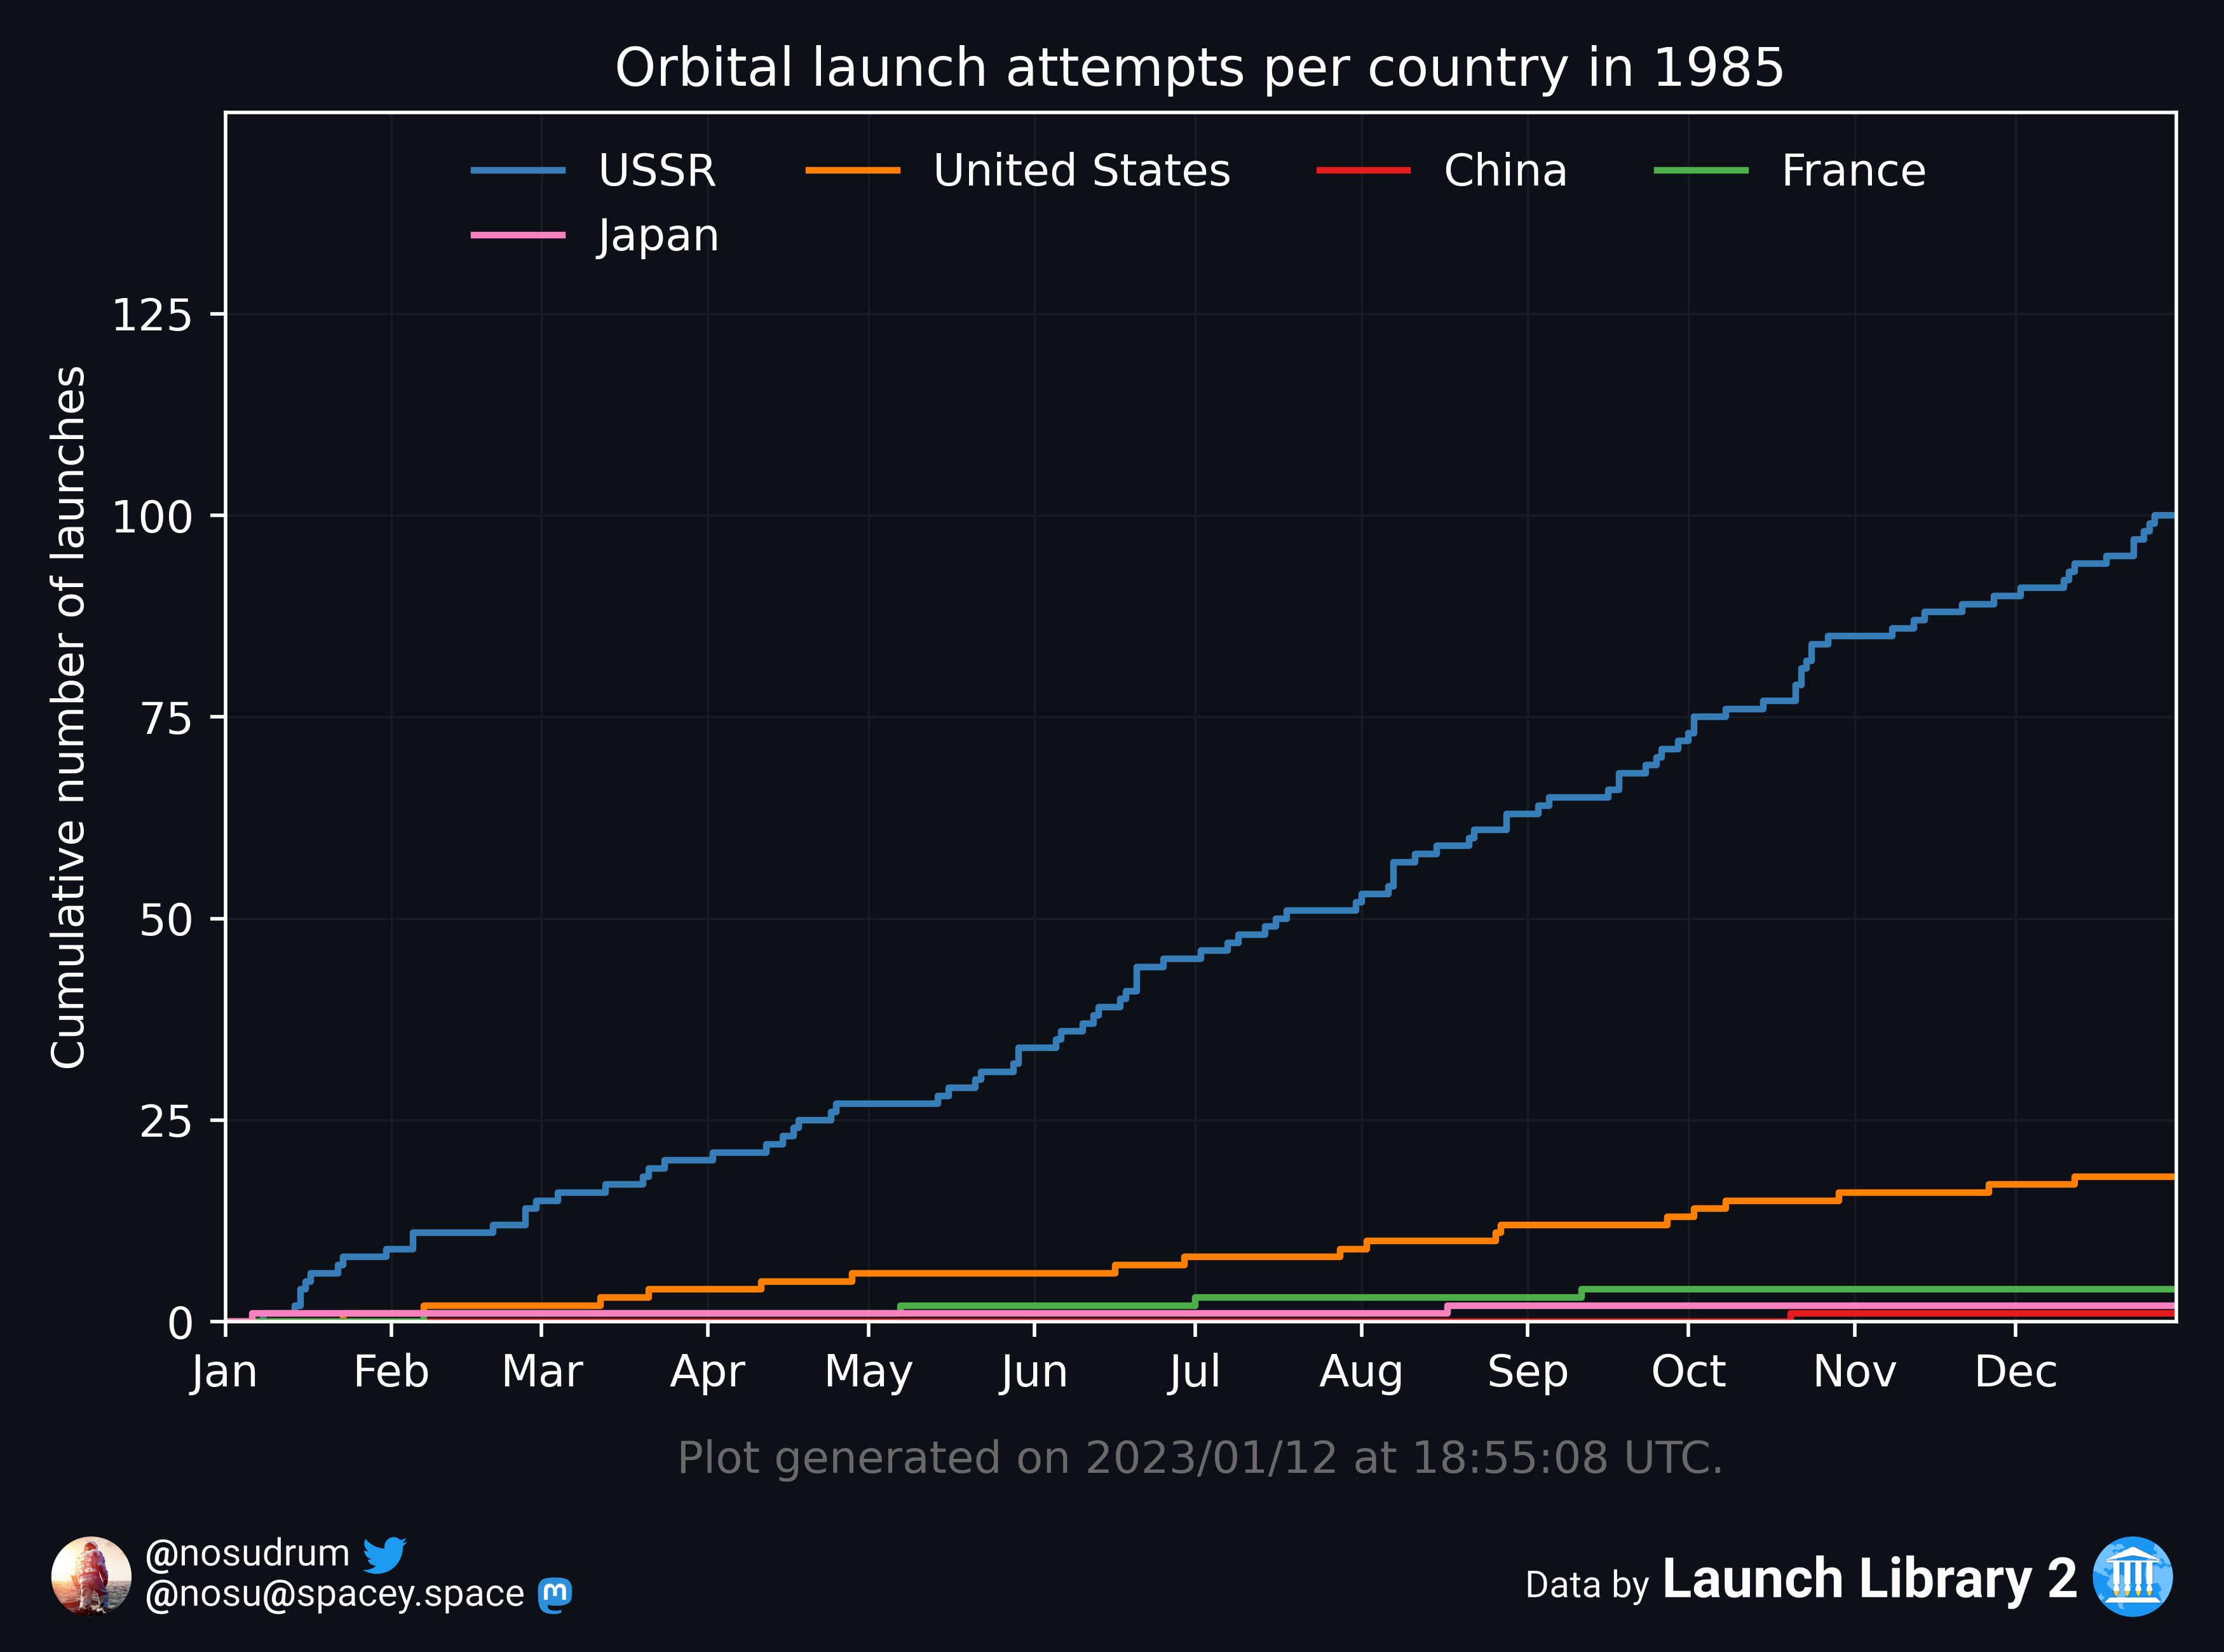 Orbital launch attempts per country in 1985
USSR United States China France
Japan
Cumulative number of launches
125
100
75
50
25
0
Jan Feb Mar Apr May Jun Jul Aug Sep Oct Nov Dec
Plot generated on 2023/01/12 at 18:55:08 UTC.
@nosudrum
@nosu@spacey.space
Data by Launch Library 2